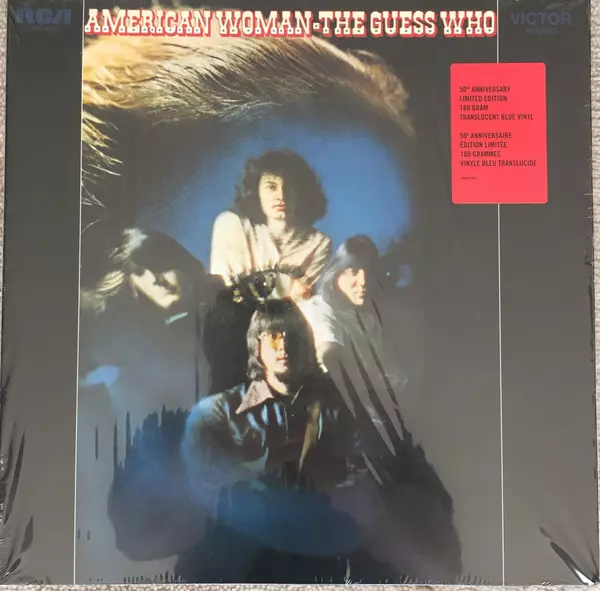 RCA
AMERICAN WOMAN-THE GUESS WHO
VICTOR
STEREO
50th ANNIVERSARY
LIMITED EDITION
180 GRAM
TRANSLUCENT BLUE VINYL
50e ANNIVERSAIRE
ÉDITION LIMITÉE
180 GRAMMES
VINYLE BLEU TRANSLUCIDE